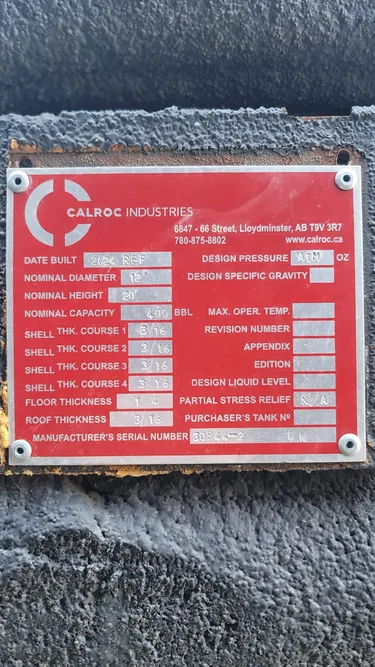 CALROC INDUSTRIES
6847 - 66 Street, Lloydminster, AB T9V 3R7
780-875-8802 www.calroc.ca
DATE BUILT 2024 REF DESIGN PRESSURE ATM OZ
NOMINAL DIAMETER 12' DESIGN SPECIFIC GRAVITY
NOMINAL HEIGHT 20'
NOMINAL CAPACITY 400 BBL MAX. OPER. TEMP.
SHELL THK. COURSE 1 3/16 REVISION NUMBER
SHELL THK. COURSE 2 3/16 APPENDIX
SHELL THK. COURSE 3 3/16 EDITION
SHELL THK. COURSE 4 3/16 DESIGN LIQUID LEVEL
FLOOR THICKNESS 1/4 PARTIAL STRESS RELIEF N/A
ROOF THICKNESS 3/16 PURCHASER'S TANK Nº
MANUFACTURER'S SERIAL NUMBER